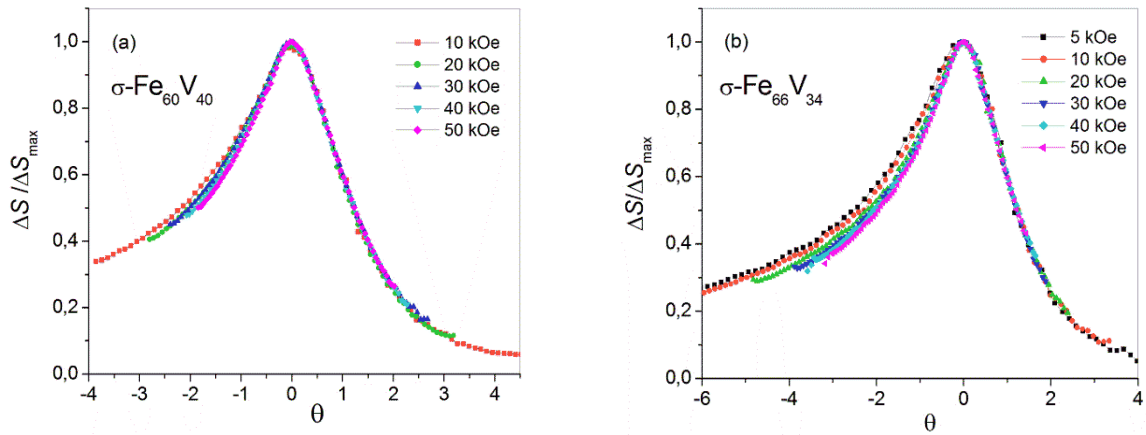 (a)
σ-Fe60V40
10 kOe
20 kOe
30 kOe
40 kOe
50 kOe
ΔS/ΔSmax
1,0
0,8
0,6
0,4
0,2
0,0
-4 -3 -2 -1 0 1 2 3 4
θ
(b)
σ-Fe66V34
5 kOe
10 kOe
20 kOe
30 kOe
40 kOe
50 kOe
ΔS/ΔSmax
1,0
0,8
0,6
0,4
0,2
0,0
-6 -4 -2 0 2 4
θ